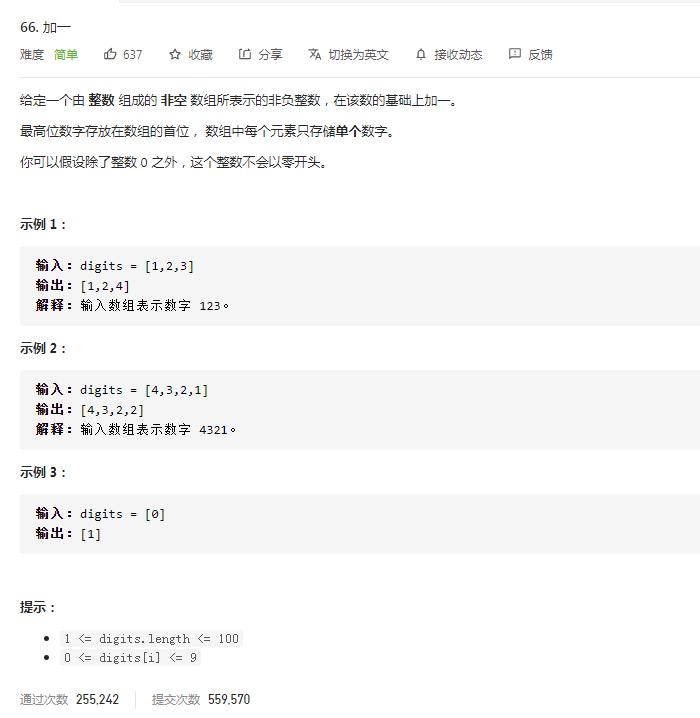 66. 加一
难度 简单 637 收藏 分享 切换为英文 接收动态 反馈
给定一个由 整数 组成的 非空 数组所表示的非负整数，在该数的基础上加一。
最高位数字存放在数组的首位， 数组中每个元素只存储单个数字。
你可以假设除了整数 0 之外，这个整数不会以零开头。
示例 1：
输入：digits = [1,2,3]
输出：[1,2,4]
解释：输入数组表示数字 123。
示例 2：
输入：digits = [4,3,2,1]
输出：[4,3,2,2]
解释：输入数组表示数字 4321。
示例 3：
输入：digits = [0]
输出：[1]
提示：
1 <= digits.length <= 100
0 <= digits[i] <= 9
通过次数 255,242 提交次数 559,570